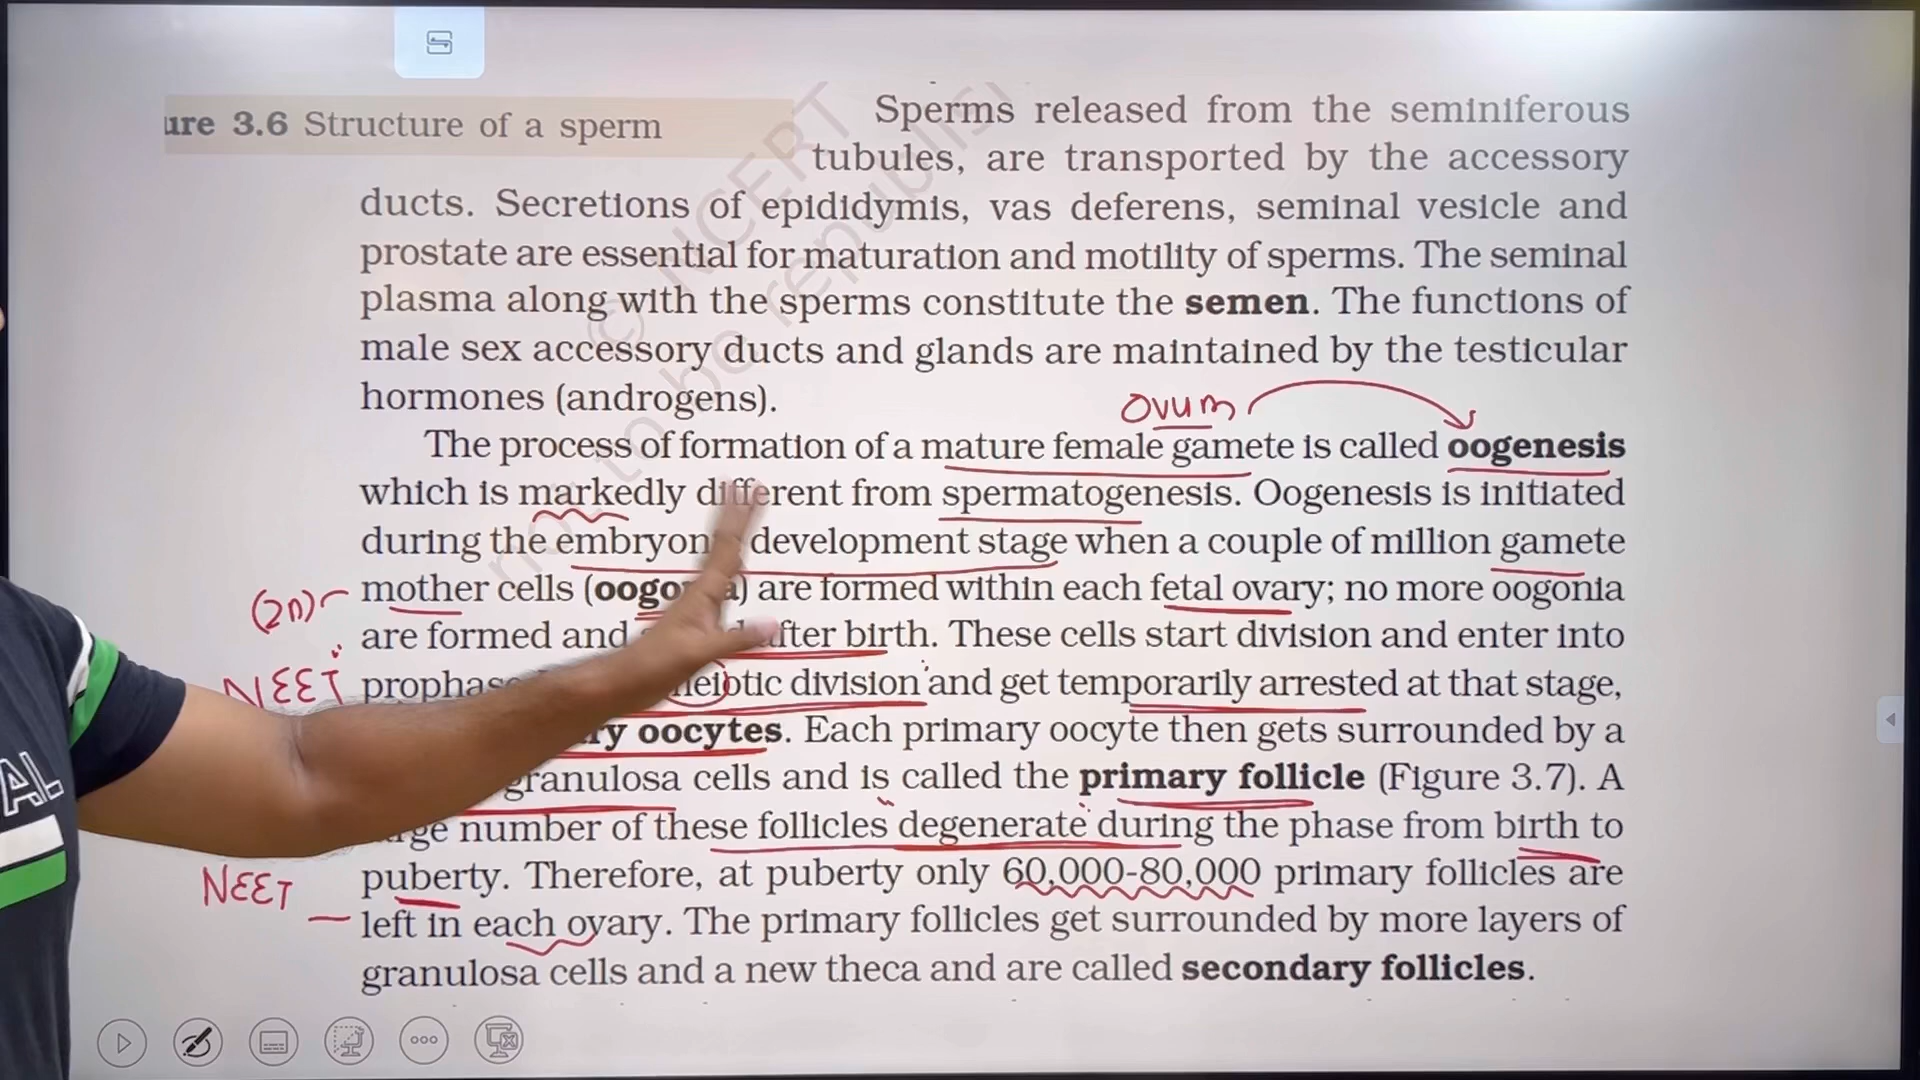 ure 3.6 Structure of a sperm
Sperms released from the seminiferous
tubules, are transported by the accessory
ducts. Secretions of epididymis, vas deferens, seminal vesicle and
prostate are essential for maturation and motility of sperms. The seminal
plasma along with the sperms constitute the semen. The functions of
male sex accessory ducts and glands are maintained by the testicular
hormones (androgens).
Ovum
The process of formation of a mature female gamete is called oogenesis
which is markedly different from spermatogenesis. Oogenesis is initiated
during the embryon development stage when a couple of million gamete
(2n) mother cells (oogo a) are formed within each fetal ovary; no more oogonia
are formed and after birth. These cells start division and enter into
NEET prophase eiotic division and get temporarily arrested at that stage,
ry oocytes. Each primary oocyte then gets surrounded by a
granulosa cells and is called the primary follicle (Figure 3.7). A
rge number of these follicles degenerate during the phase from birth to
NEET puberty. Therefore, at puberty only 60,000-80,000 primary follicles are
left in each ovary. The primary follicles get surrounded by more layers of
granulosa cells and a new theca and are called secondary follicles.
© NCERT
not to be republis
AL